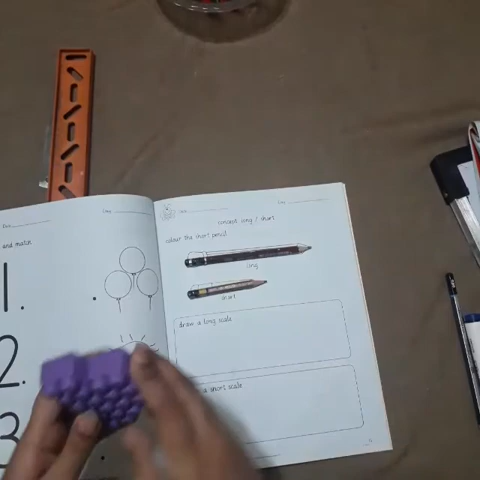 and match
1.
2.
3
concept long / short
colour the short pencil
long
short
draw a long scale
a short scale